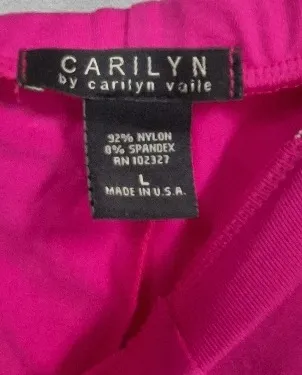 CARILYN
by carilyn vaile
92% NYLON
8% SPANDEX
RN 102327
L
MADE IN U.S.A.